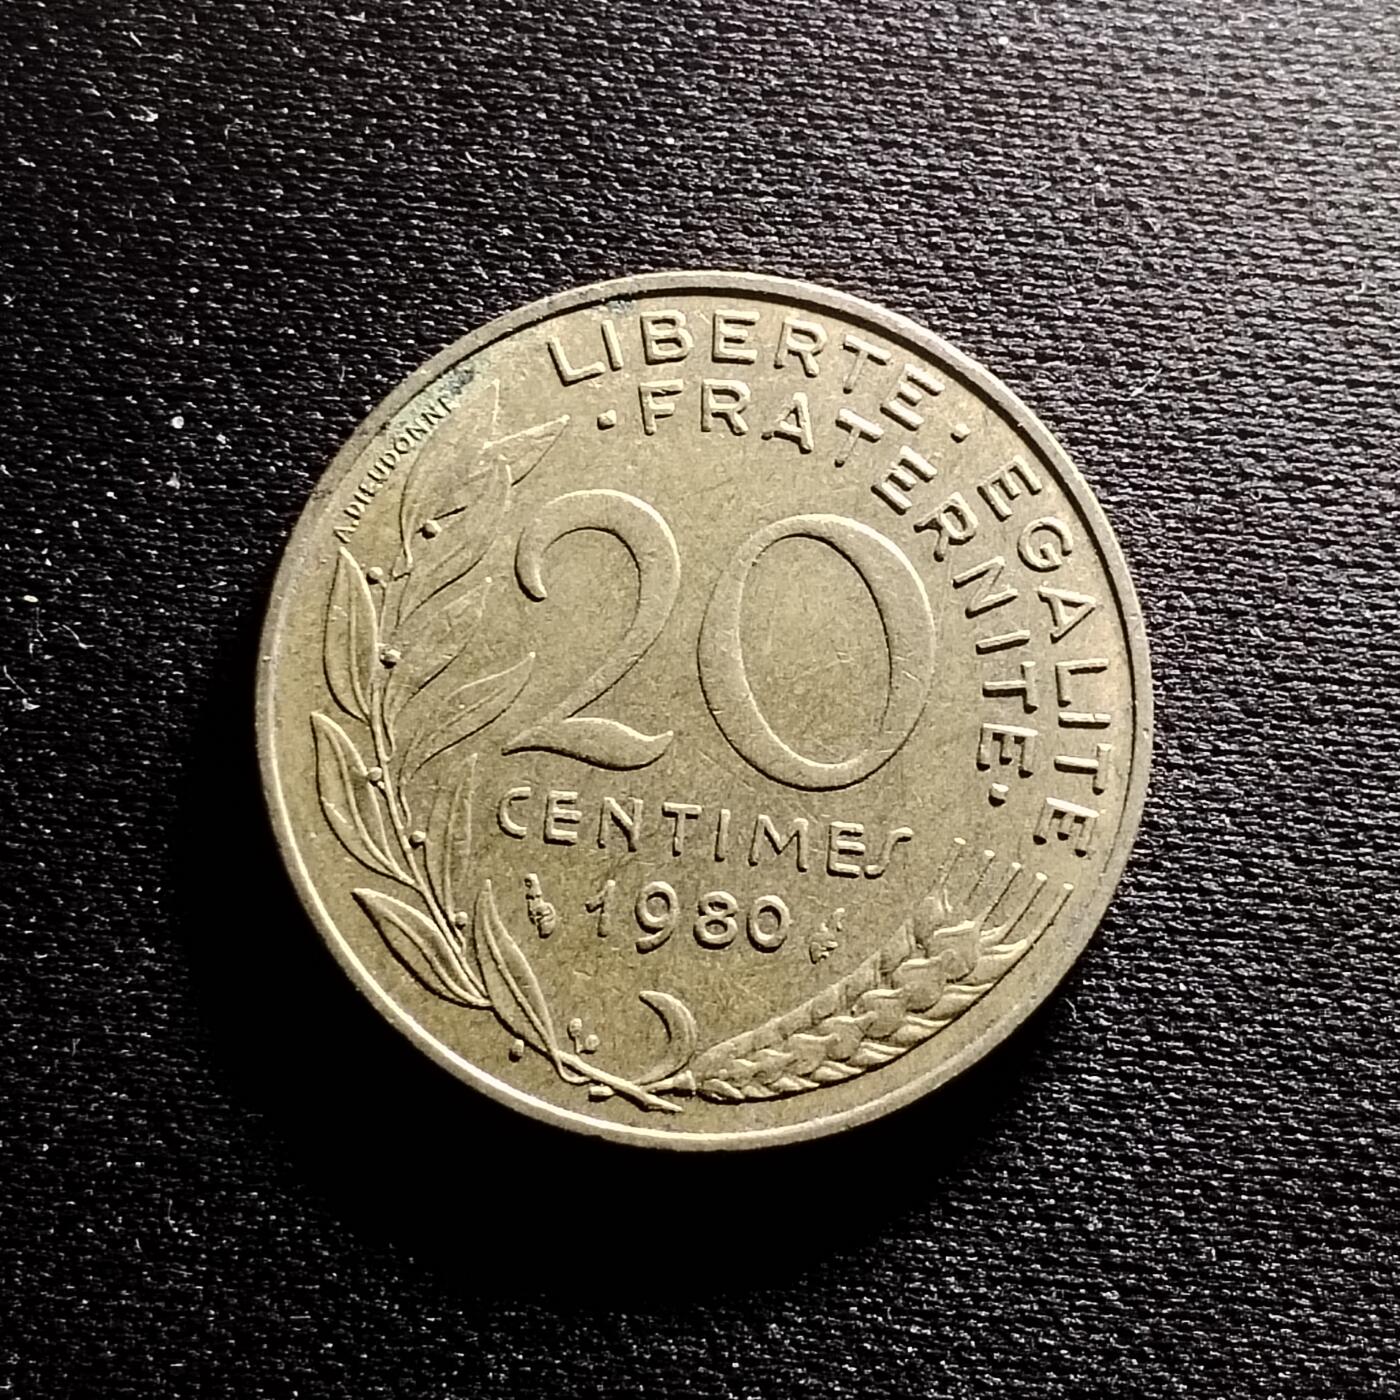 LIBERTE · EGALITE
· FRATERNITE ·
A.DIEUDONNE
20
CENTIMES
1980